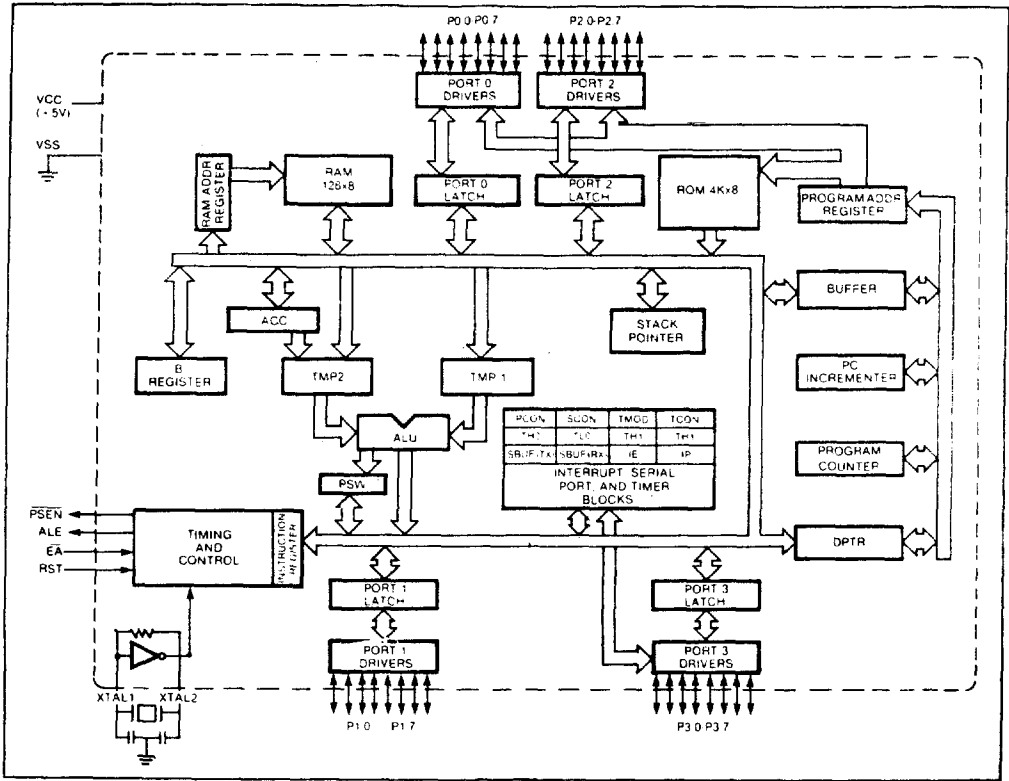 P0 0-P0.7
P2.0-P2.7
PORT 0
DRIVERS
PORT 2
DRIVERS
VCC
(+5V)
VSS
RAM ADDR
REGISTER
RAM
128x8
PORT 0
LATCH
PORT 2
LATCH
ROM 4Kx8
PROGRAM ADDR
REGISTER
BUFFER
ACC
STACK
POINTER
B
REGISTER
TMP2
TMP 1
PC
INCREMENTER
ALU
PCON SCON TMOD TCON
TL0 TH1
SBUF(TX) SBUF(RX) IE IP
INTERRUPT SERIAL
PORT, AND TIMER
BLOCKS
PROGRAM
COUNTER
PSW
PSEN
ALE
EA
RST
TIMING
AND
CONTROL
INSTRUCTION
REGISTER
DPTR
PORT 1
LATCH
PORT 3
LATCH
PORT 1
DRIVERS
PORT 3
DRIVERS
XTAL1
XTAL2
P1.0
P1.7
P3.0-P3.7